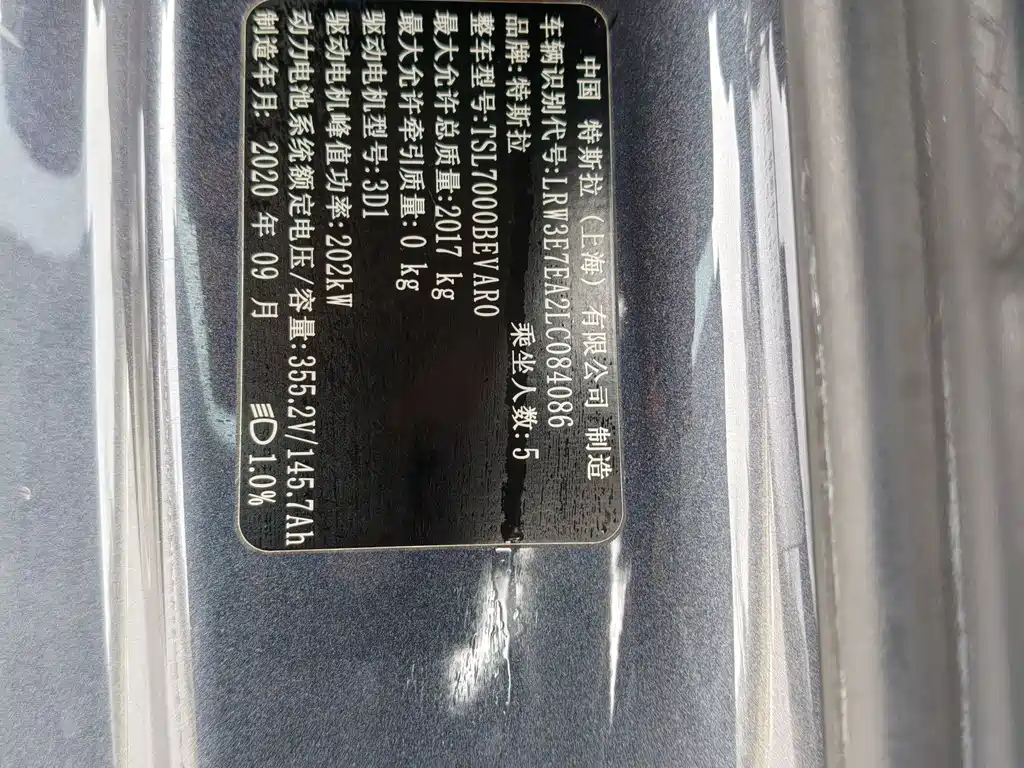 中国 特斯拉（上海）有限公司 制造
车辆识别代号:LRW3E7EA2LC084086
品牌:特斯拉 乘坐人数:5
整车型号:TSL7000BEVAR0
最大允许总质量:2017 kg
最大允许牵引质量:0 kg
驱动电机型号:3D1
驱动电机峰值功率:202kW
动力电池系统额定电压/容量:355.2V/145.7Ah
制造年月: 2020 年 09 月 1.0%